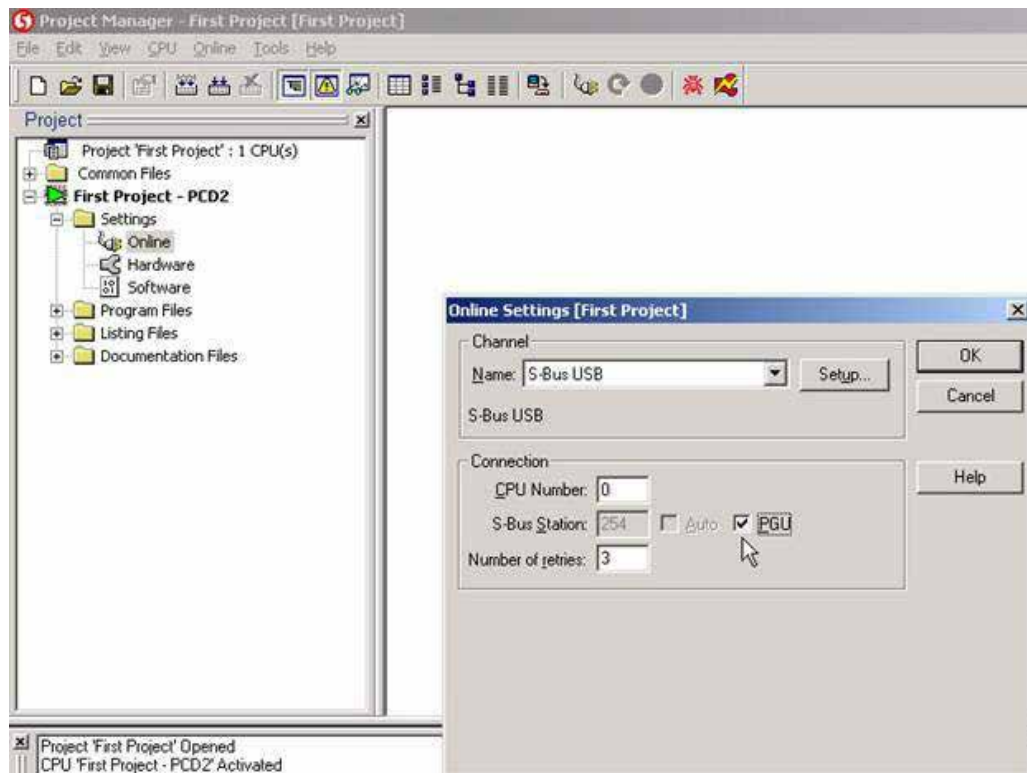 Project Manager - First Project [First Project]
File Edit View CPU Online Tools Help
Project
Project 'First Project' : 1 CPU(s)
Common Files
First Project - PCD2
Settings
Online
Hardware
Software
Program Files
Listing Files
Documentation Files
Online Settings [First Project]
Channel
Name: S-Bus USB
Setup...
S-Bus USB
OK
Cancel
Help
Connection
CPU Number: 0
S-Bus Station: 254 Auto PGU
Number of retries: 3
Project 'First Project' Opened
CPU 'First Project - PCD2' Activated